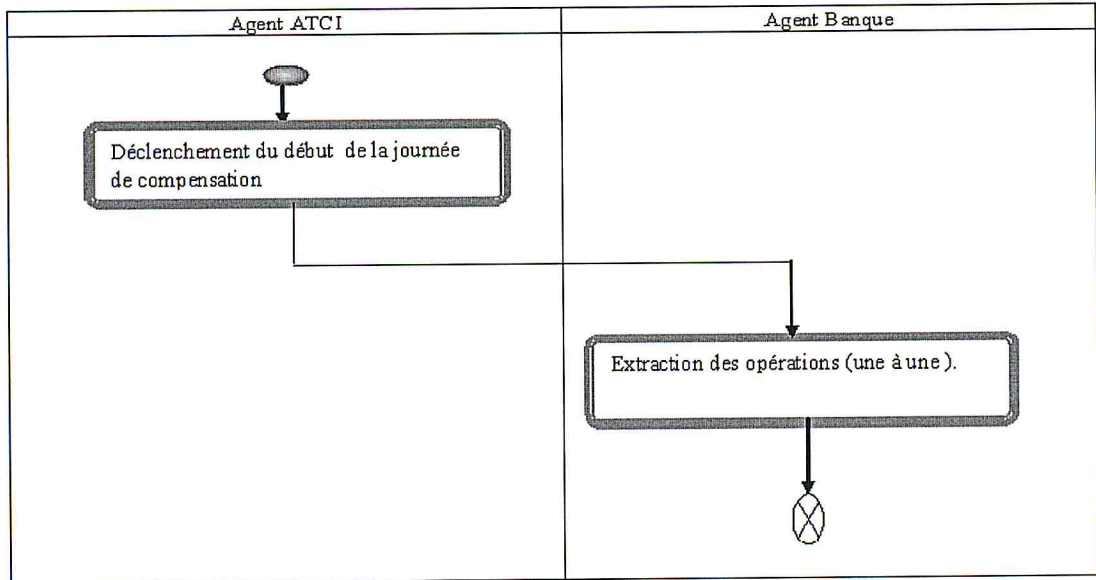 Agent ATCI
Agent Banque
Déclenchement du début de la journée
de compensation
Extraction des opérations (une à une ).